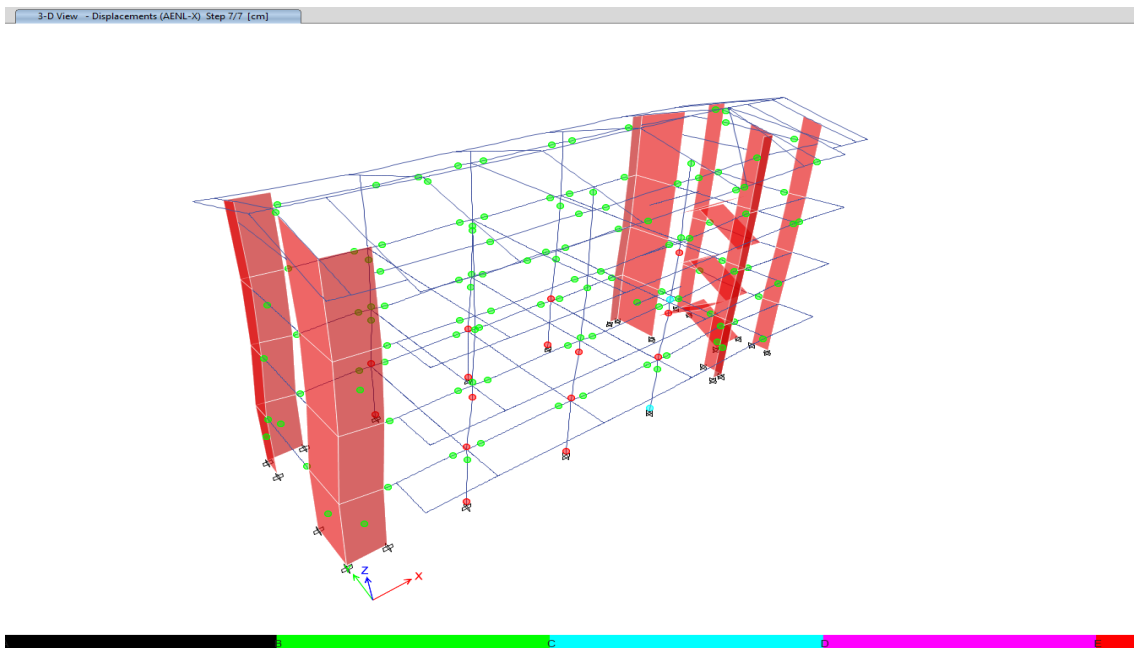 3-D View - Displacements (AENL-X) Step 7/7 [cm]
Z
X
B
C
D
E